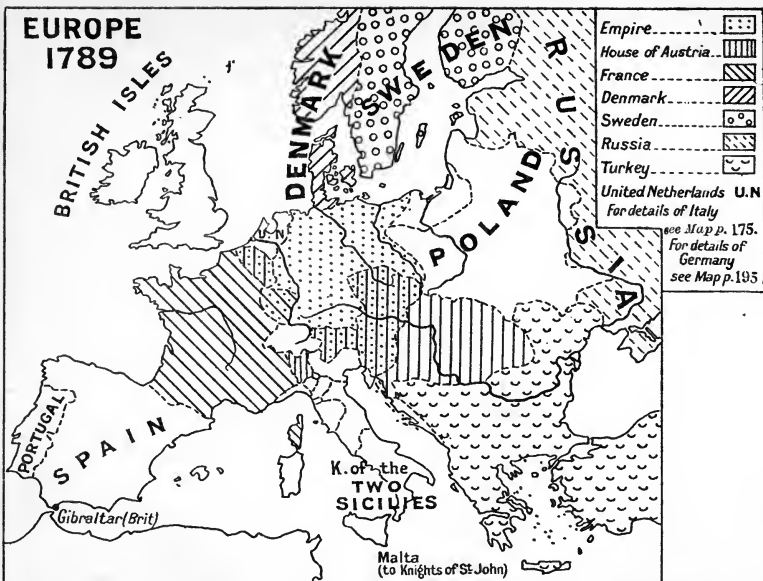 EUROPE
1789
BRITISH ISLES
DENMARK
SWEDEN
RUSSIA
POLAND
U N
PORTUGAL
SPAIN
Gibraltar (Brit)
K. of the
TWO
SICILIES
Malta
(to Knights of St John)
Empire
House of Austria
France
Denmark
Sweden
Russia
Turkey
United Netherlands U.N
For details of Italy
see Map p. 175.
For details of
Germany
see Map p. 195